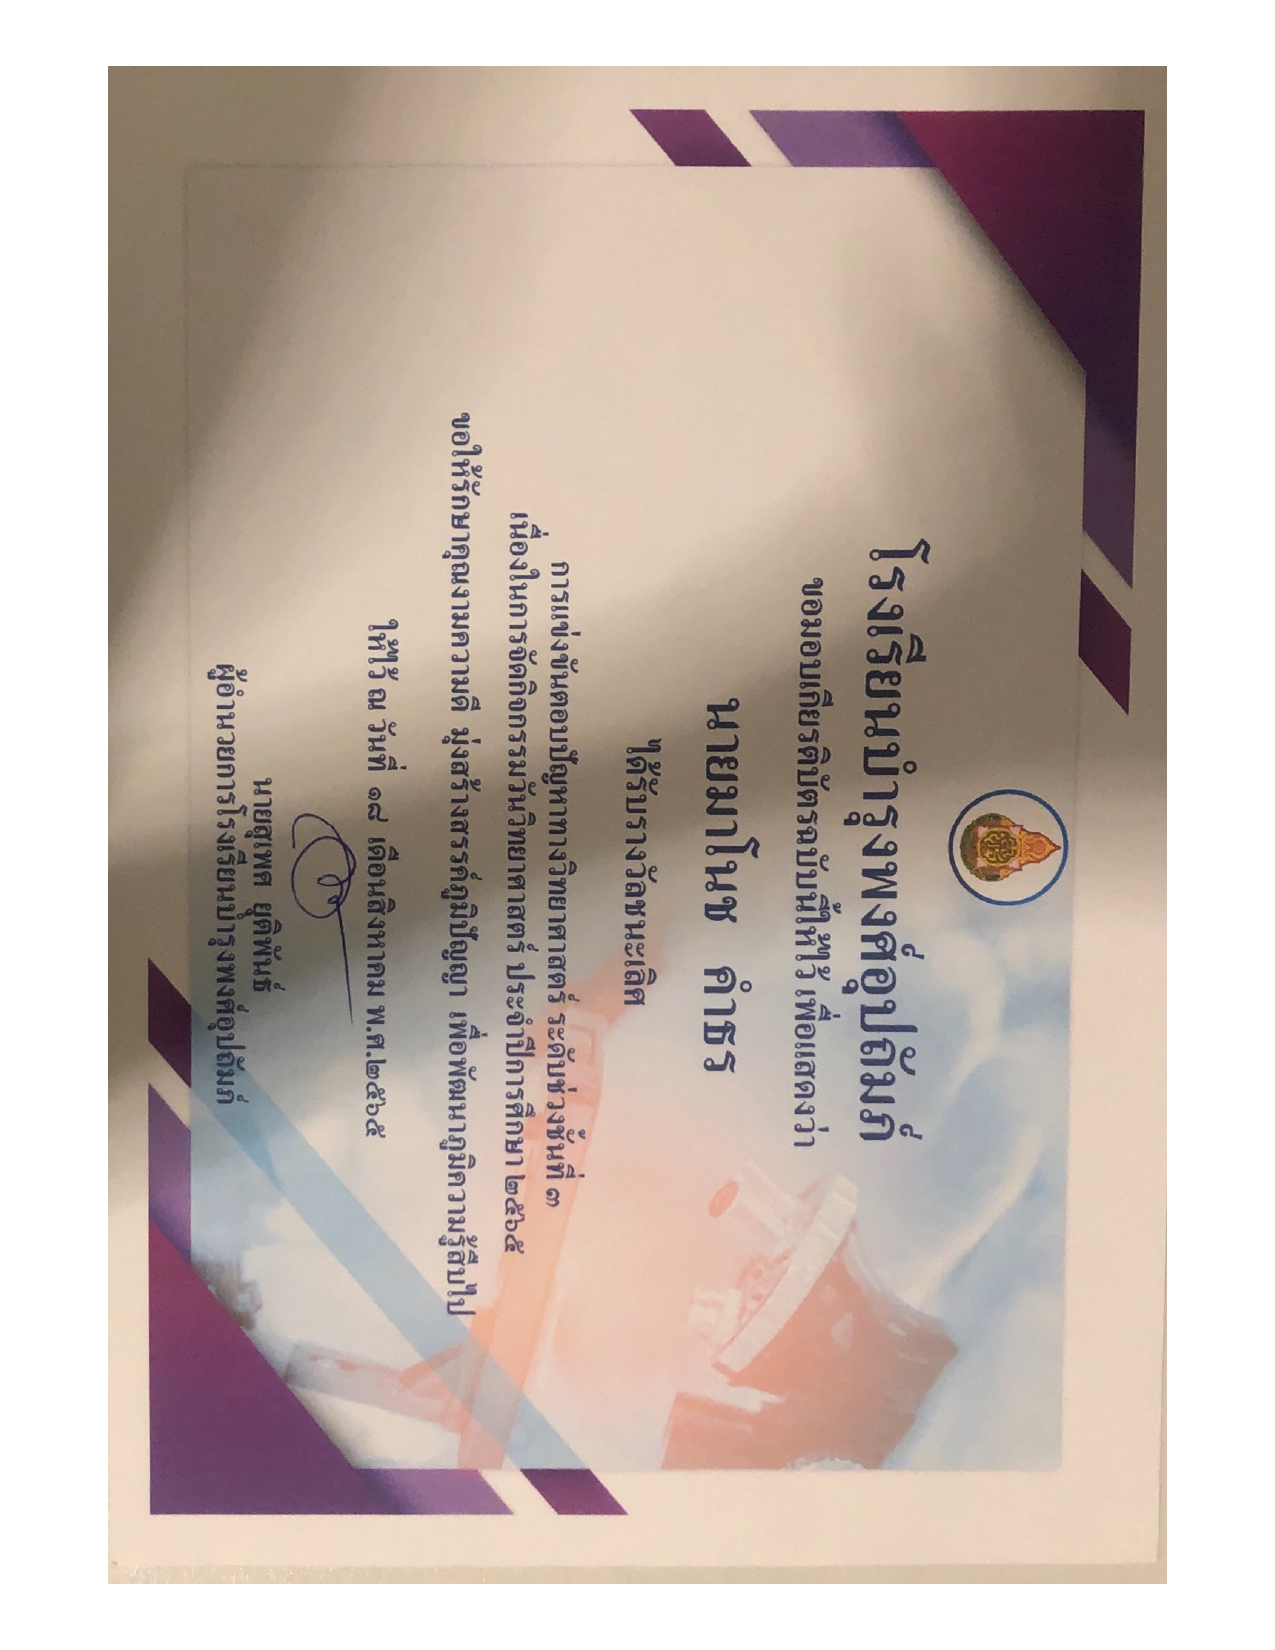 โรงเรียนบำรุงพงศ์อุปถัมภ์
ขอมอบเกียรติบัตรฉบับนี้ให้ไว้ เพื่อแสดงว่า
นายมาโนช คำธร
ได้รับรางวัลชนะเลิศ
การแข่งขันตอบปัญหาทางวิทยาศาสตร์ ระดับช่วงชั้นที่ ๓
เนื่องในการจัดกิจกรรมวันวิทยาศาสตร์ ประจำปีการศึกษา ๒๕๖๕
ขอให้รักษาคุณงามความดี มุ่งสร้างสรรค์ภูมิปัญญา เพื่อพัฒนาภูมิความรู้สืบไป
ให้ไว้ ณ วันที่ ๑๘ เดือนสิงหาคม พ.ศ.๒๕๖๕
นายสุเทศ ยุติพันธ์
ผู้อำนวยการโรงเรียนบำรุงพงศ์อุปถัมภ์